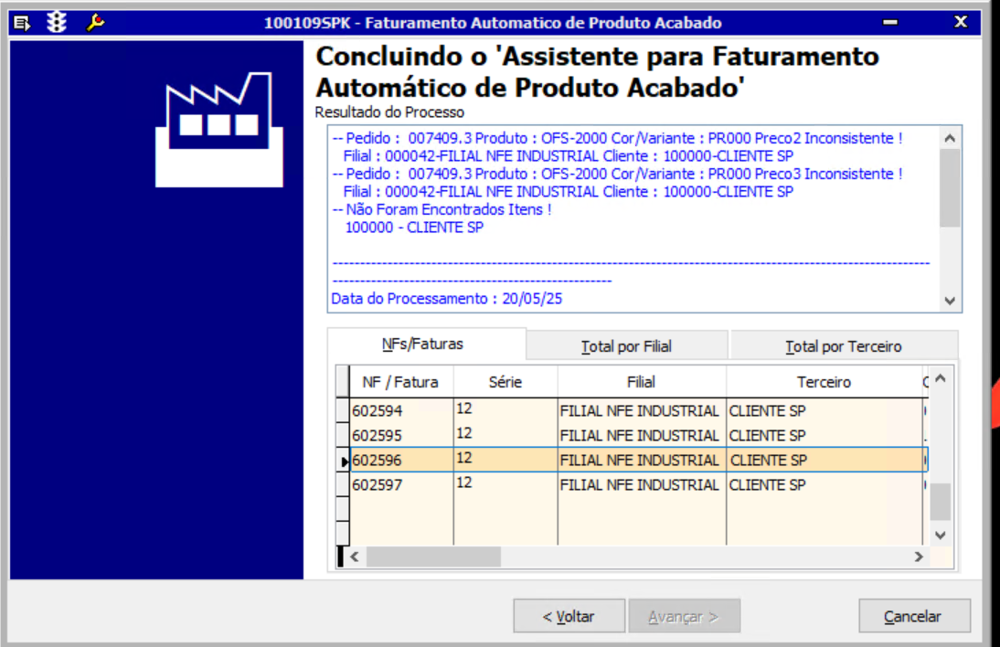 100109SPK - Faturamento Automatico de Produto Acabado
Concluindo o 'Assistente para Faturamento
Automático de Produto Acabado'
Resultado do Processo
-- Pedido : 007409.3 Produto : OFS-2000 Cor/Variante : PR000 Preco2 Inconsistente !
Filial : 000042-FILIAL NFE INDUSTRIAL Cliente : 100000-CLIENTE SP
-- Pedido : 007409.3 Produto : OFS-2000 Cor/Variante : PR000 Preco3 Inconsistente !
Filial : 000042-FILIAL NFE INDUSTRIAL Cliente : 100000-CLIENTE SP
-- Não Foram Encontrados Itens !
100000 - CLIENTE SP
Data do Processamento : 20/05/25
NFs/Faturas Total por Filial Total por Terceiro
NF / Fatura Série Filial Terceiro
602594 12 FILIAL NFE INDUSTRIAL CLIENTE SP
602595 12 FILIAL NFE INDUSTRIAL CLIENTE SP
602596 12 FILIAL NFE INDUSTRIAL CLIENTE SP
602597 12 FILIAL NFE INDUSTRIAL CLIENTE SP
< Voltar Avançar > Cancelar